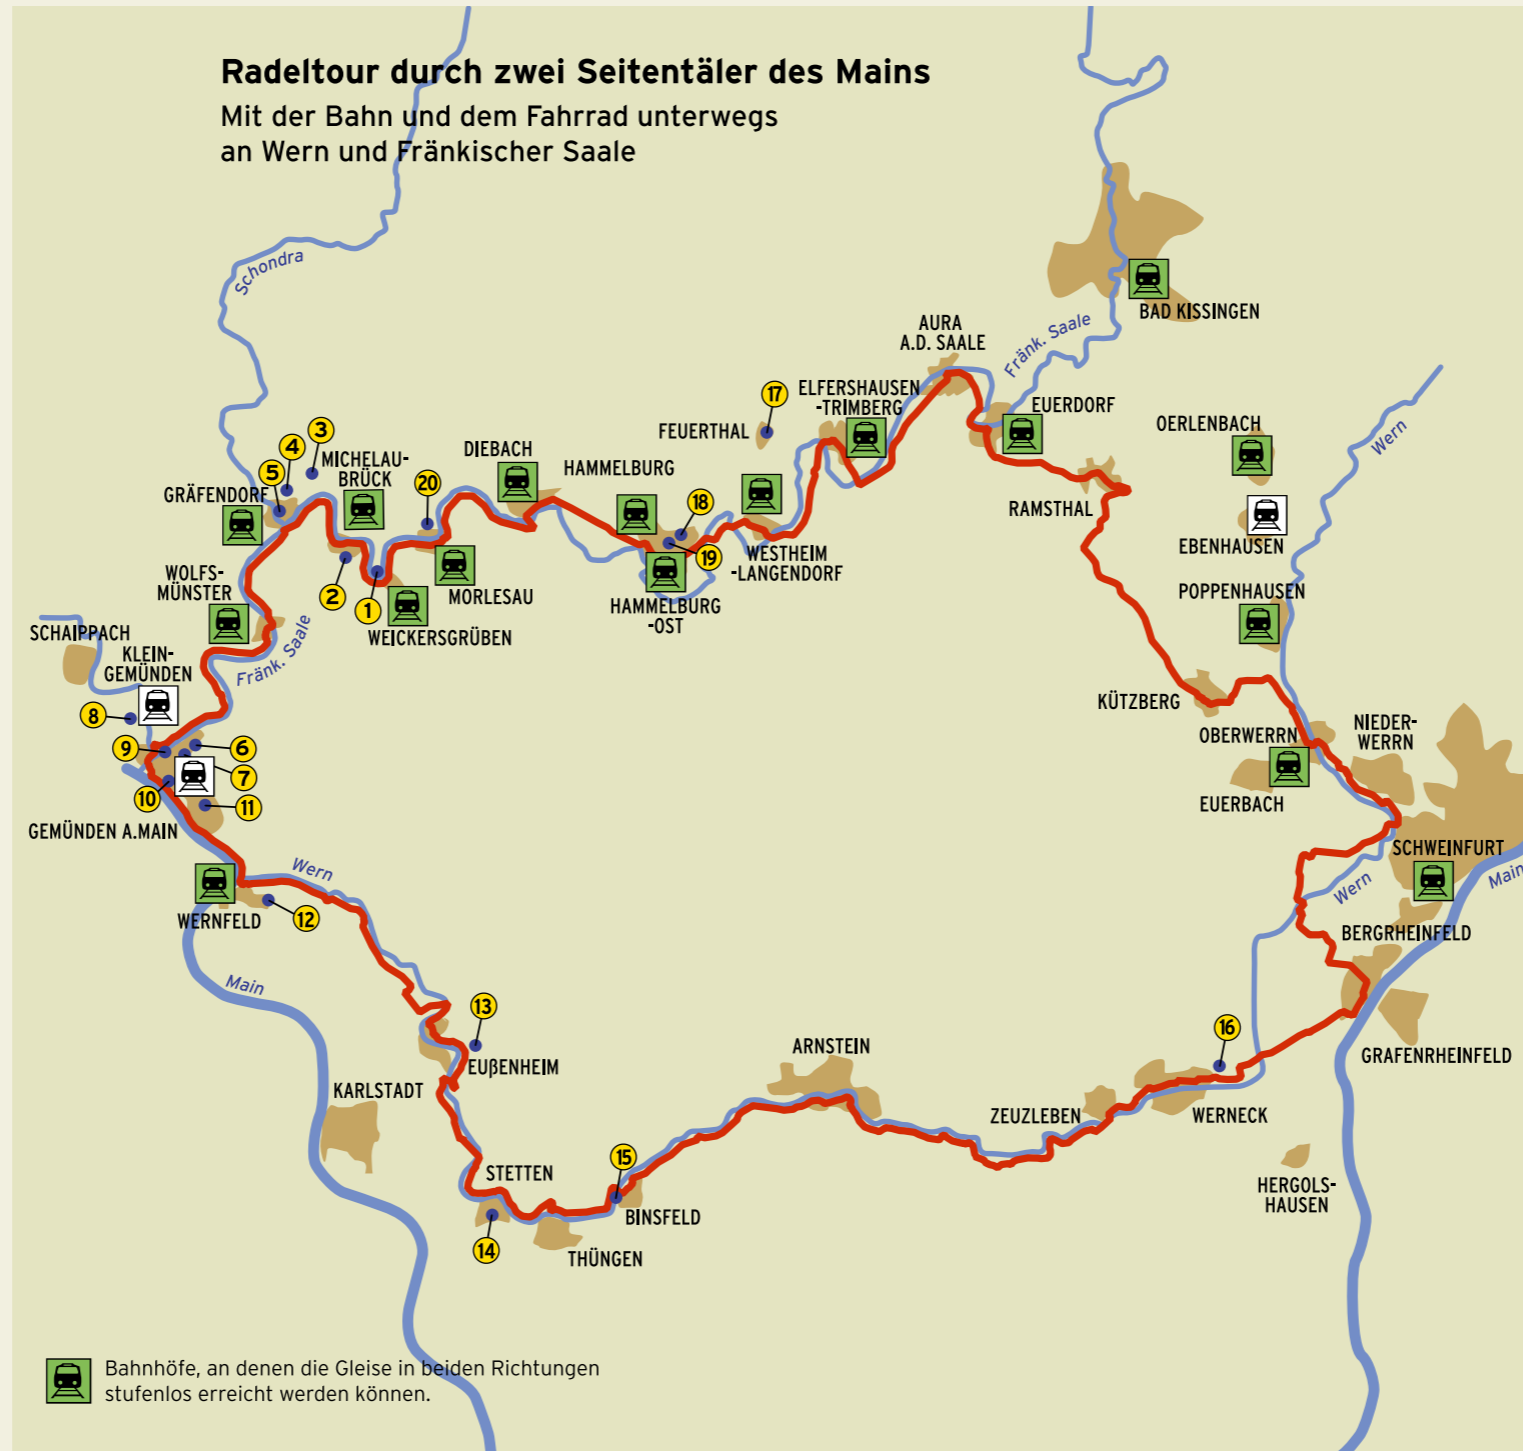 Radeltour durch zwei Seitentäler des Mains
Mit der Bahn und dem Fahrrad unterwegs
an Wern und Fränkischer Saale
Schondra
BAD KISSINGEN
Fränk. Saale
AURA
A.D. SAALE
ELFERSHAUSEN
-TRIMBERG
EUERDORF
17
FEUERTHAL
OERLENBACH
Wern
3
4
5
MICHELAU-
BRÜCK
DIEBACH
HAMMELBURG
GRÄFENDORF
20
18
19
RAMSTHAL
EBENHAUSEN
WESTHEIM
-LANGENDORF
WOLFS-
MÜNSTER
2
1
MORLESAU
HAMMELBURG
-OST
POPPENHAUSEN
WEICKERSGRÜBEN
SCHAIPPACH
KLEIN-
GEMÜNDEN
Fränk. Saale
8
9
6
7
10
11
KÜTZBERG
OBERWERRN
NIEDER-
WERRN
EUERBACH
GEMÜNDEN A.MAIN
SCHWEINFURT
Main
Wern
Wern
WERNFELD
12
BERGRHEINFELD
Main
13
EUßENHEIM
16
GRAFENRHEINFELD
ARNSTEIN
KARLSTADT
ZEUZLEBEN
WERNECK
STETTEN
15
HERGOLS-
HAUSEN
BINSFELD
14
THÜNGEN
Bahnhöfe, an denen die Gleise in beiden Richtungen
stufenlos erreicht werden können.